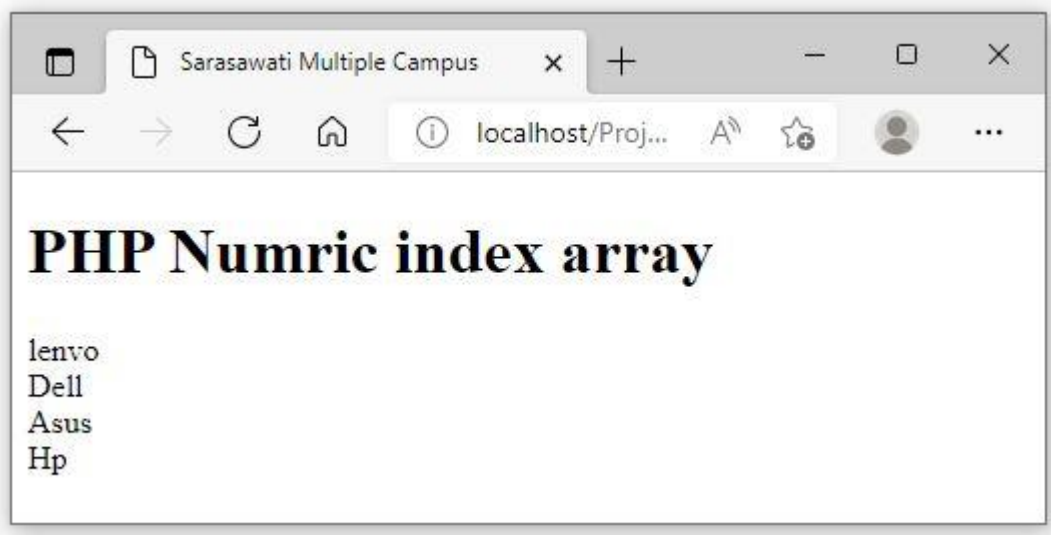 Sarasawati Multiple Campus
localhost/Proj...
PHP Numric index array
lenvo
Dell
Asus
Hp